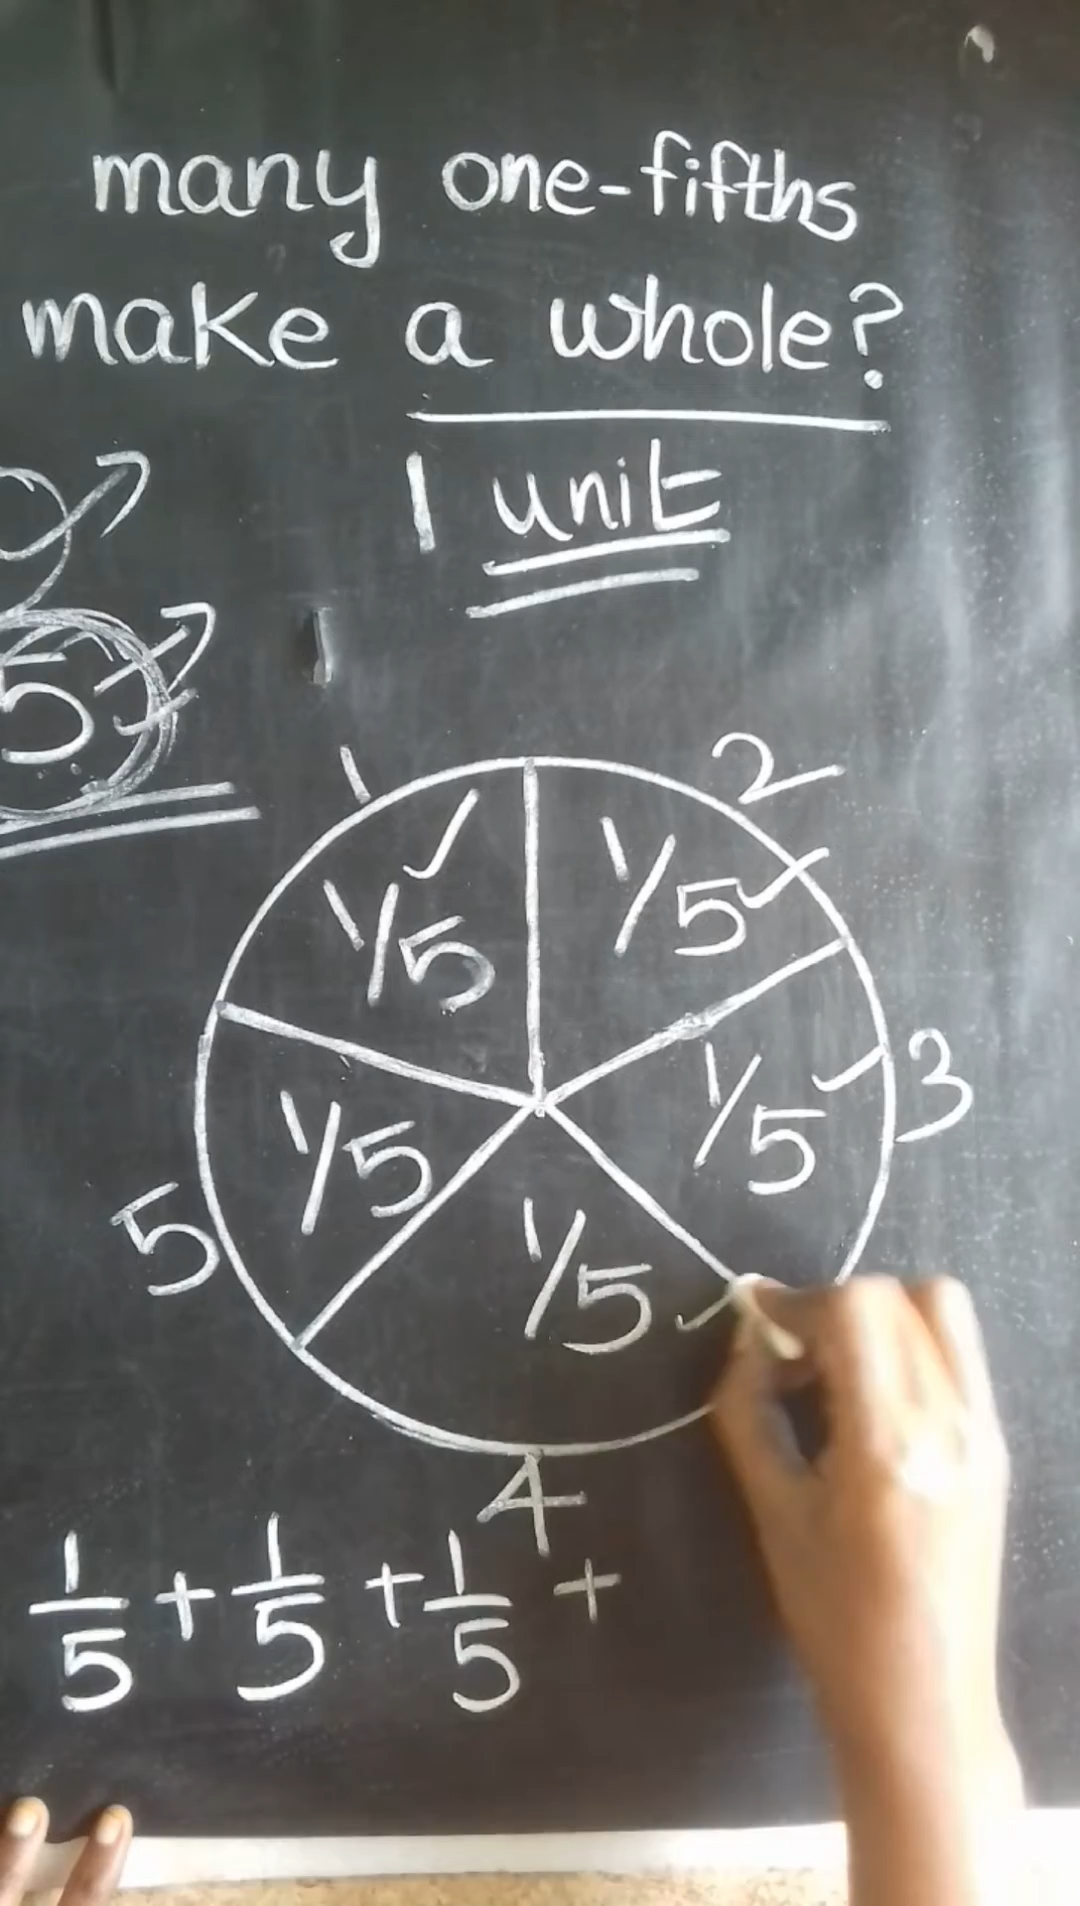 many one-fifths
make a whole?
1 unit
5
1
2
1/5
1/5
1/5
3
1/5
5
1/5
4
1/5 + 1/5 + 1/5 +